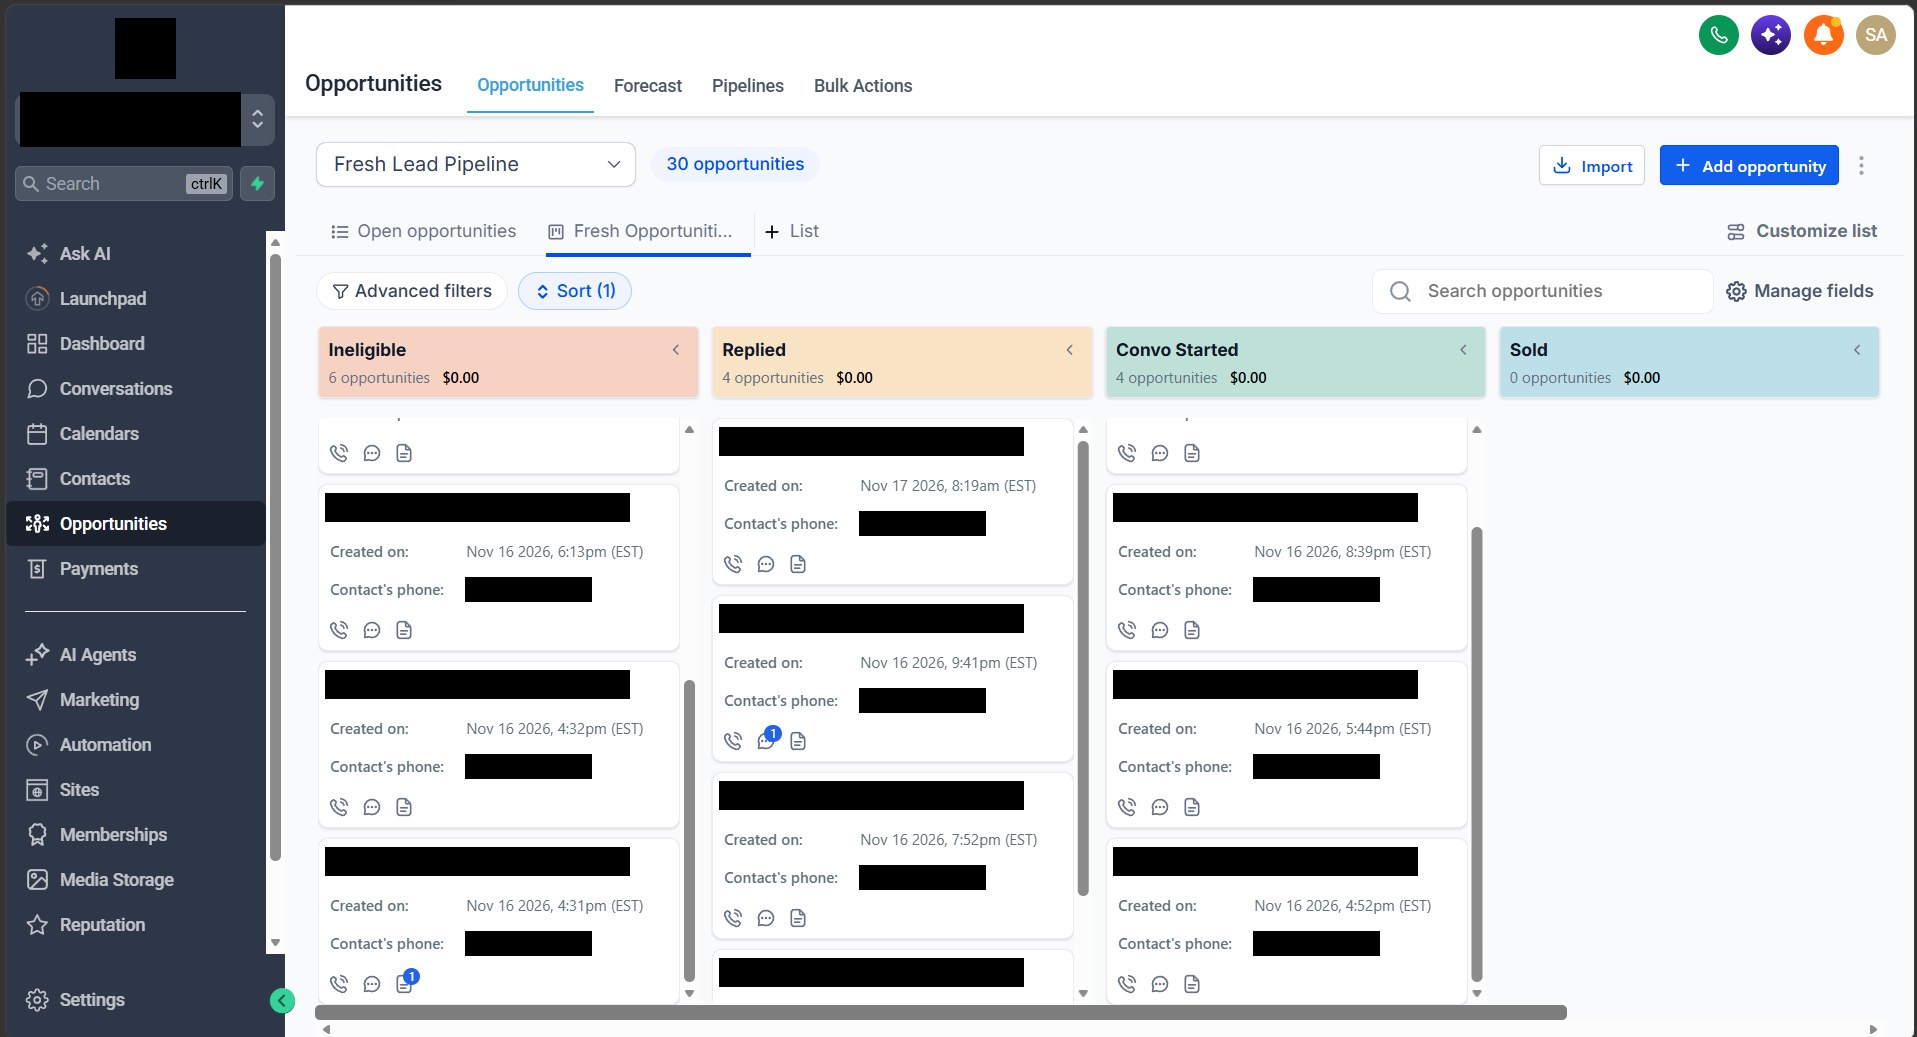 Search
ctrlK
Ask AI
Launchpad
Dashboard
Conversations
Calendars
Contacts
Opportunities
Payments
AI Agents
Marketing
Automation
Sites
Memberships
Media Storage
Reputation
Settings
SA
Opportunities
Opportunities
Forecast
Pipelines
Bulk Actions
Fresh Lead Pipeline
30 opportunities
Import
+ Add opportunity
Open opportunities
Fresh Opportuniti...
+ List
Customize list
Advanced filters
Sort (1)
Search opportunities
Manage fields
Ineligible
6 opportunities $0.00
Created on: Nov 16 2026, 6:13pm (EST)
Contact's phone:
Created on: Nov 16 2026, 4:32pm (EST)
Contact's phone:
Created on: Nov 16 2026, 4:31pm (EST)
Contact's phone:
1
Replied
4 opportunities $0.00
Created on: Nov 17 2026, 8:19am (EST)
Contact's phone:
Created on: Nov 16 2026, 9:41pm (EST)
Contact's phone:
1
Created on: Nov 16 2026, 7:52pm (EST)
Contact's phone:
Convo Started
4 opportunities $0.00
Created on: Nov 16 2026, 8:39pm (EST)
Contact's phone:
Created on: Nov 16 2026, 5:44pm (EST)
Contact's phone:
Created on: Nov 16 2026, 4:52pm (EST)
Contact's phone:
Sold
0 opportunities $0.00